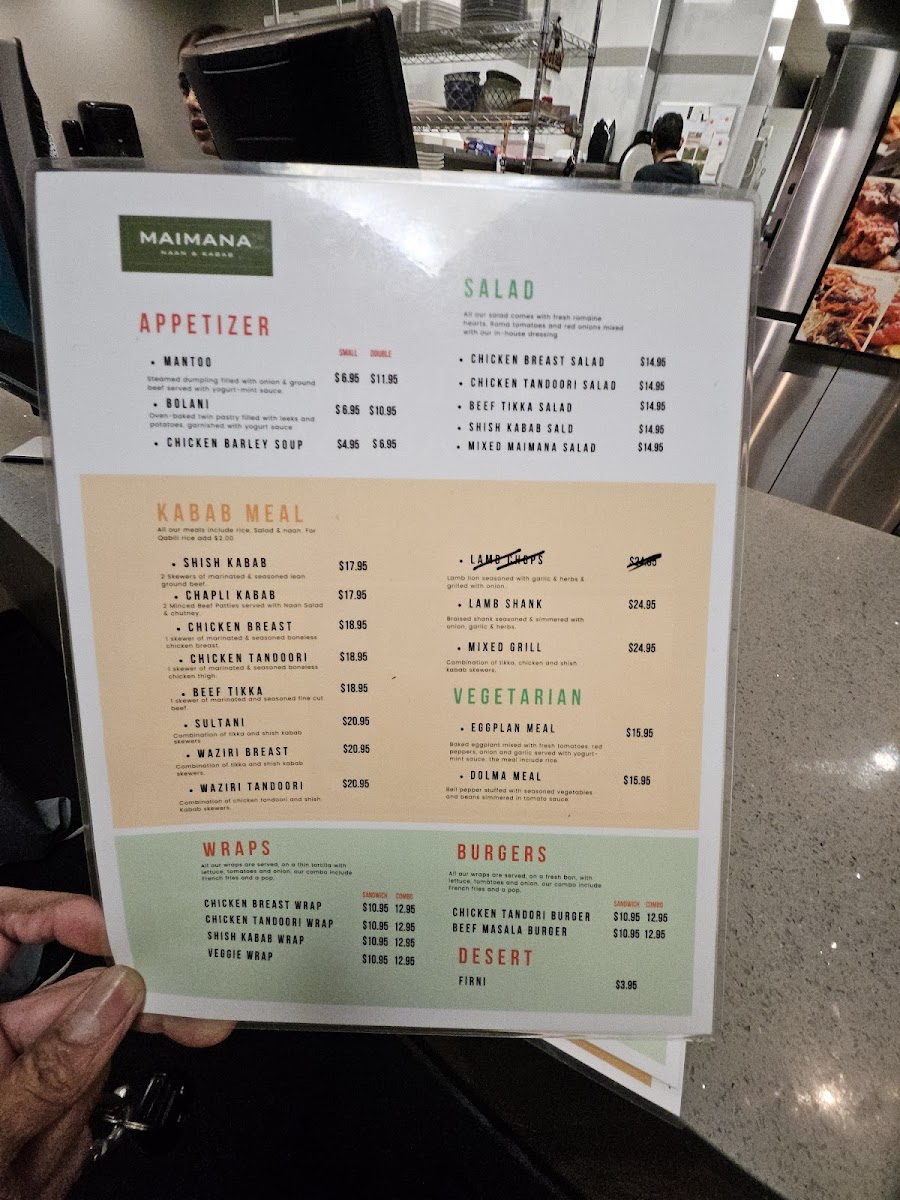 MAIMANA
NAAN & KABAB
APPETIZER
SMALL DOUBLE
• MANTOO
$6.95 $11.95
Steamed dumpling filled with onion & ground
beef served with yogurt-mint sauce.
• BOLANI
$6.95 $10.95
Oven-baked twin pastry filled with leeks and
potatoes, garnished with yogurt sauce
• CHICKEN BARLEY SOUP $4.95 $6.95
SALAD
All our salad comes with fresh romaine
hearts, Roma tomatoes and red onions mixed
with our in-house dressing
• CHICKEN BREAST SALAD $14.95
• CHICKEN TANDOORI SALAD $14.95
• BEEF TIKKA SALAD $14.95
• SHISH KABAB SALD $14.95
• MIXED MAIMANA SALAD $14.95
KABAB MEAL
All our meals include rice, Salad & naan. For
Qabili rice add $2.00
• SHISH KABAB $17.95
2 Skewers of marinated & seasoned lean
ground beef.
• CHAPLI KABAB $17.95
2 Minced Beef Patties served with Naan Salad
& chutney.
• CHICKEN BREAST $18.95
1 skewer of marinated & seasoned boneless
chicken breast.
• CHICKEN TANDOORI $18.95
1 skewer of marinated & seasoned boneless
chicken thigh.
• BEEF TIKKA $18.95
1 skewer of marinated and seasoned fine cut
beef
• SULTANI $20.95
Combination of tikka and shish kabab
skewers
• WAZIRI BREAST $20.95
Combination of tikka and shish kabab
skewers.
• WAZIRI TANDOORI $20.95
Combination of chicken tandoori and shish
Kabab skewers.
• LAMB CHOPS
Lamb lion seasoned with garlic & herbs &
grilled with onion.
• LAMB SHANK $24.95
Braised shank seasoned & simmered with
onion, garlic & herbs.
• MIXED GRILL $24.95
Combination of tikka, chicken and shish
kabab skewers.
VEGETARIAN
• EGGPLAN MEAL $15.95
Baked eggplant mixed with fresh tomatoes, red
peppers, onion and garlic served with yogurt-
mint sauce, the meal include rice.
• DOLMA MEAL $15.95
Bell pepper stuffed with seasoned vegetables
and beans simmered in tomato sauce
WRAPS
All our wraps are served, on a thin tortilla with
lettuce, tomatoes and onion, our combo include
French fries and a pop.
SANDWICH COMBO
CHICKEN BREAST WRAP $10.95 12.95
CHICKEN TANDOORI WRAP $10.95 12.95
SHISH KABAB WRAP $10.95 12.95
VEGGIE WRAP $10.95 12.95
BURGERS
All our wraps are served, on a fresh ban, with
lettuce, tomatoes and onion, our combo include
French fries and a pop.
SANDWICH COMBO
CHICKEN TANDORI BURGER $10.95 12.95
BEEF MASALA BURGER $10.95 12.95
DESERT
FIRNI $3.95